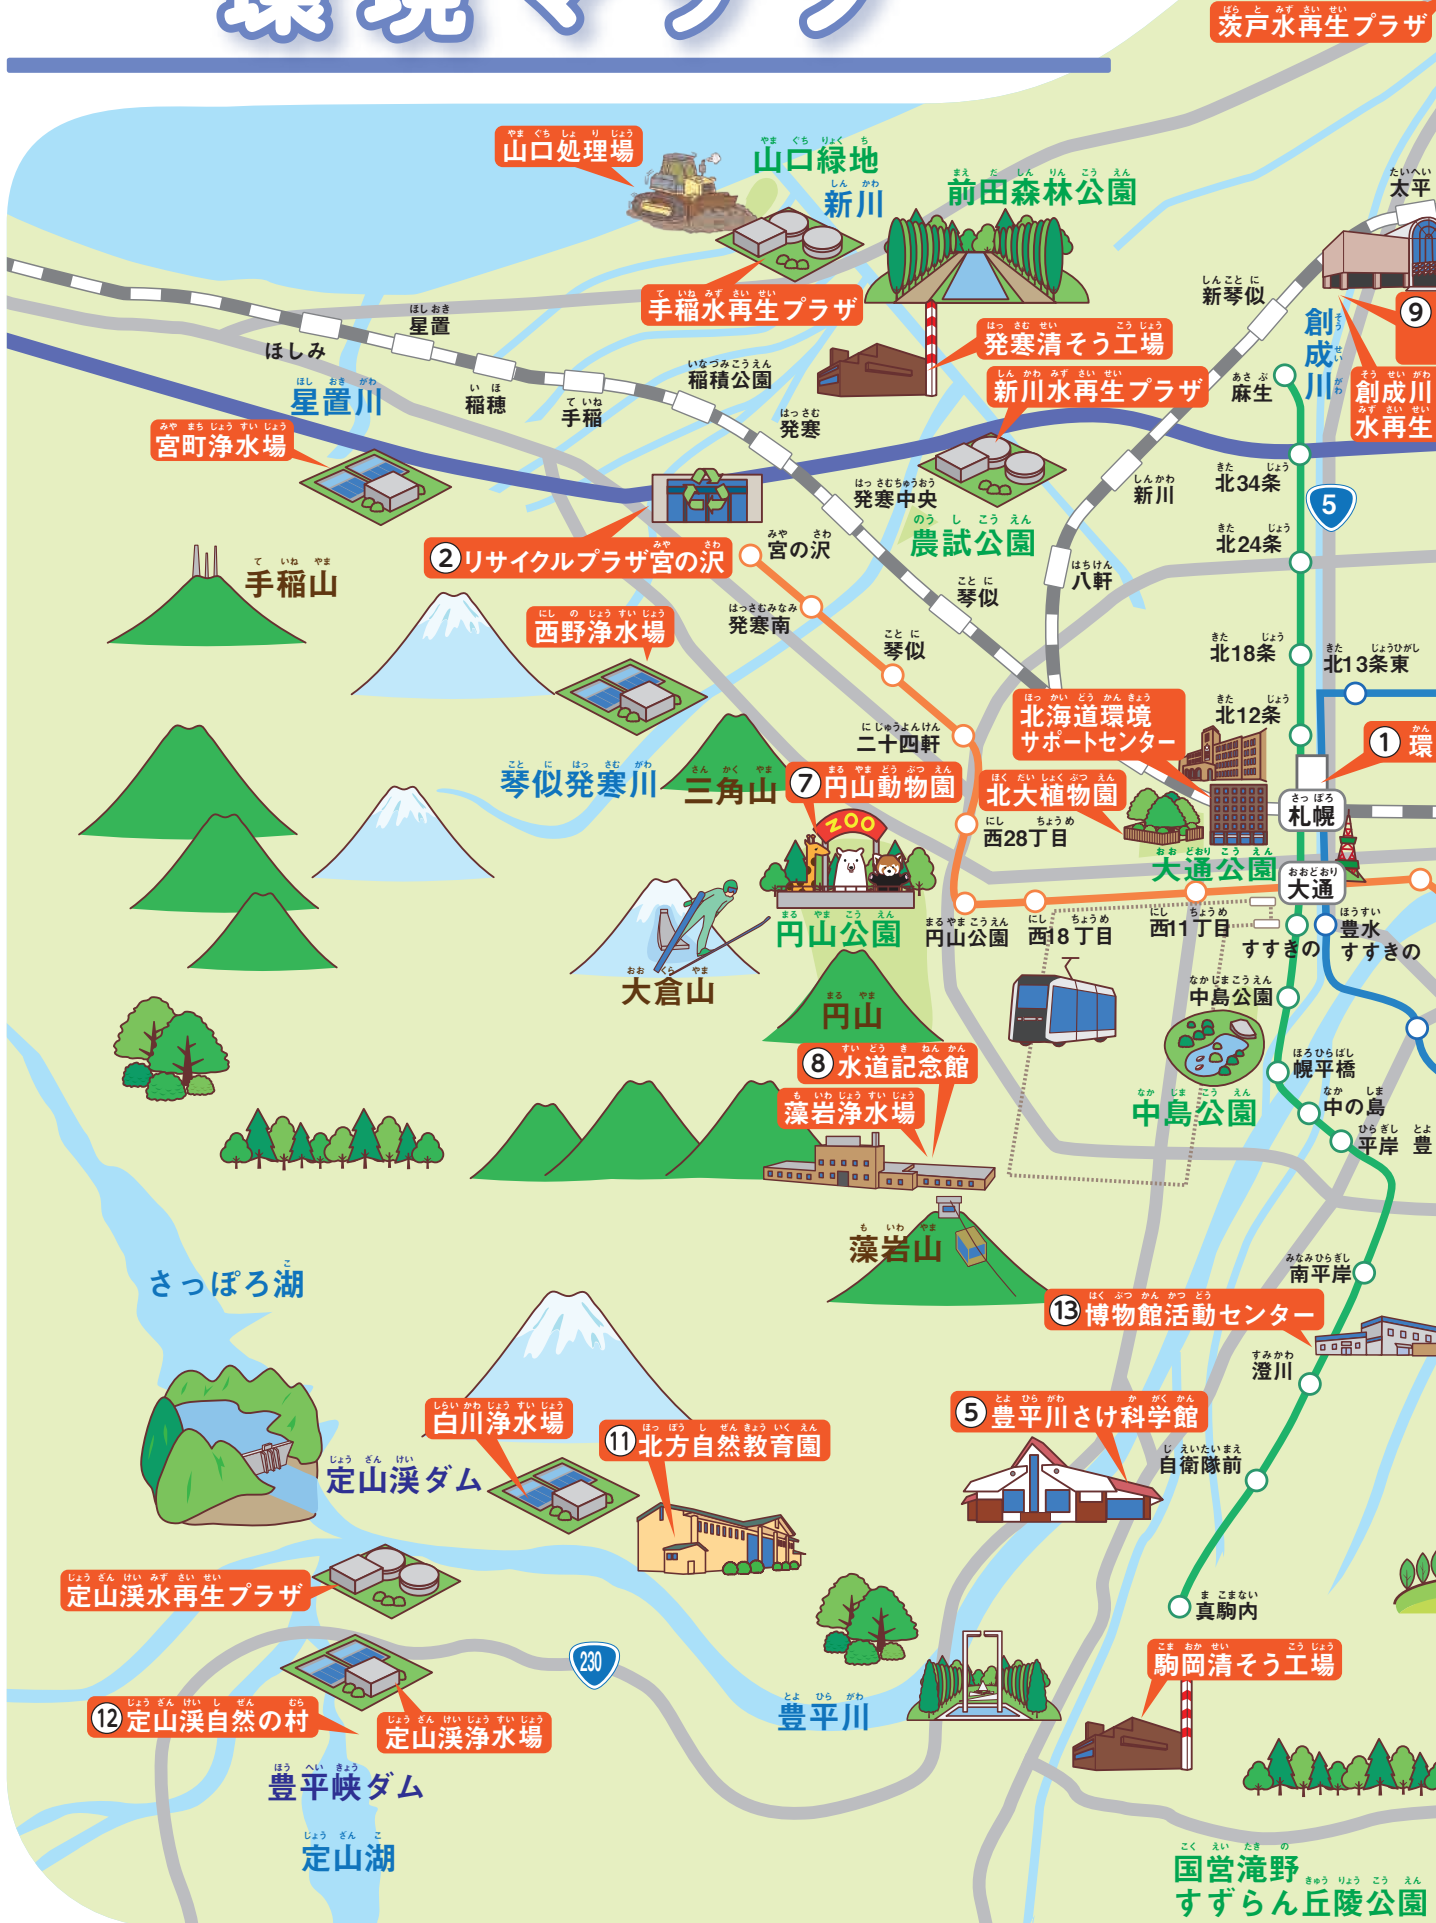 環境マップ
茨戸水再生プラザ
山口処理場
山口緑地
新川
前田森林公園
太平
手稲水再生プラザ
新琴似
創成川
⑨
ほしみ
星置
星置川
稲穂
手稲
稲積公園
発寒
発寒清そう工場
新川水再生プラザ
麻生
創成川
水再生
宮町浄水場
発寒中央
農試公園
新川
北34条
5
北24条
②リサイクルプラザ宮の沢
宮の沢
手稲山
西野浄水場
発寒南
琴似
琴似
八軒
北18条
北13条東
北12条
北海道環境
サポートセンター
①環
二十四軒
琴似発寒川
三角山
⑦円山動物園
ZOO
北大植物園
西28丁目
札幌
大通公園
大通
円山公園
円山公園
西18丁目
西11丁目
すすきの
豊水
すすきの
大倉山
円山
中島公園
中島公園
幌平橋
中の島
平岸
豊
⑧水道記念館
藻岩浄水場
藻岩山
さっぽろ湖
南平岸
⑬博物館活動センター
澄川
白川浄水場
⑪北方自然教育園
⑤豊平川さけ科学館
自衛隊前
定山渓ダム
定山渓水再生プラザ
真駒内
230
駒岡清そう工場
⑫定山渓自然の村
定山渓浄水場
豊平川
豊平峡ダム
定山湖
国営滝野
すずらん丘陵公園